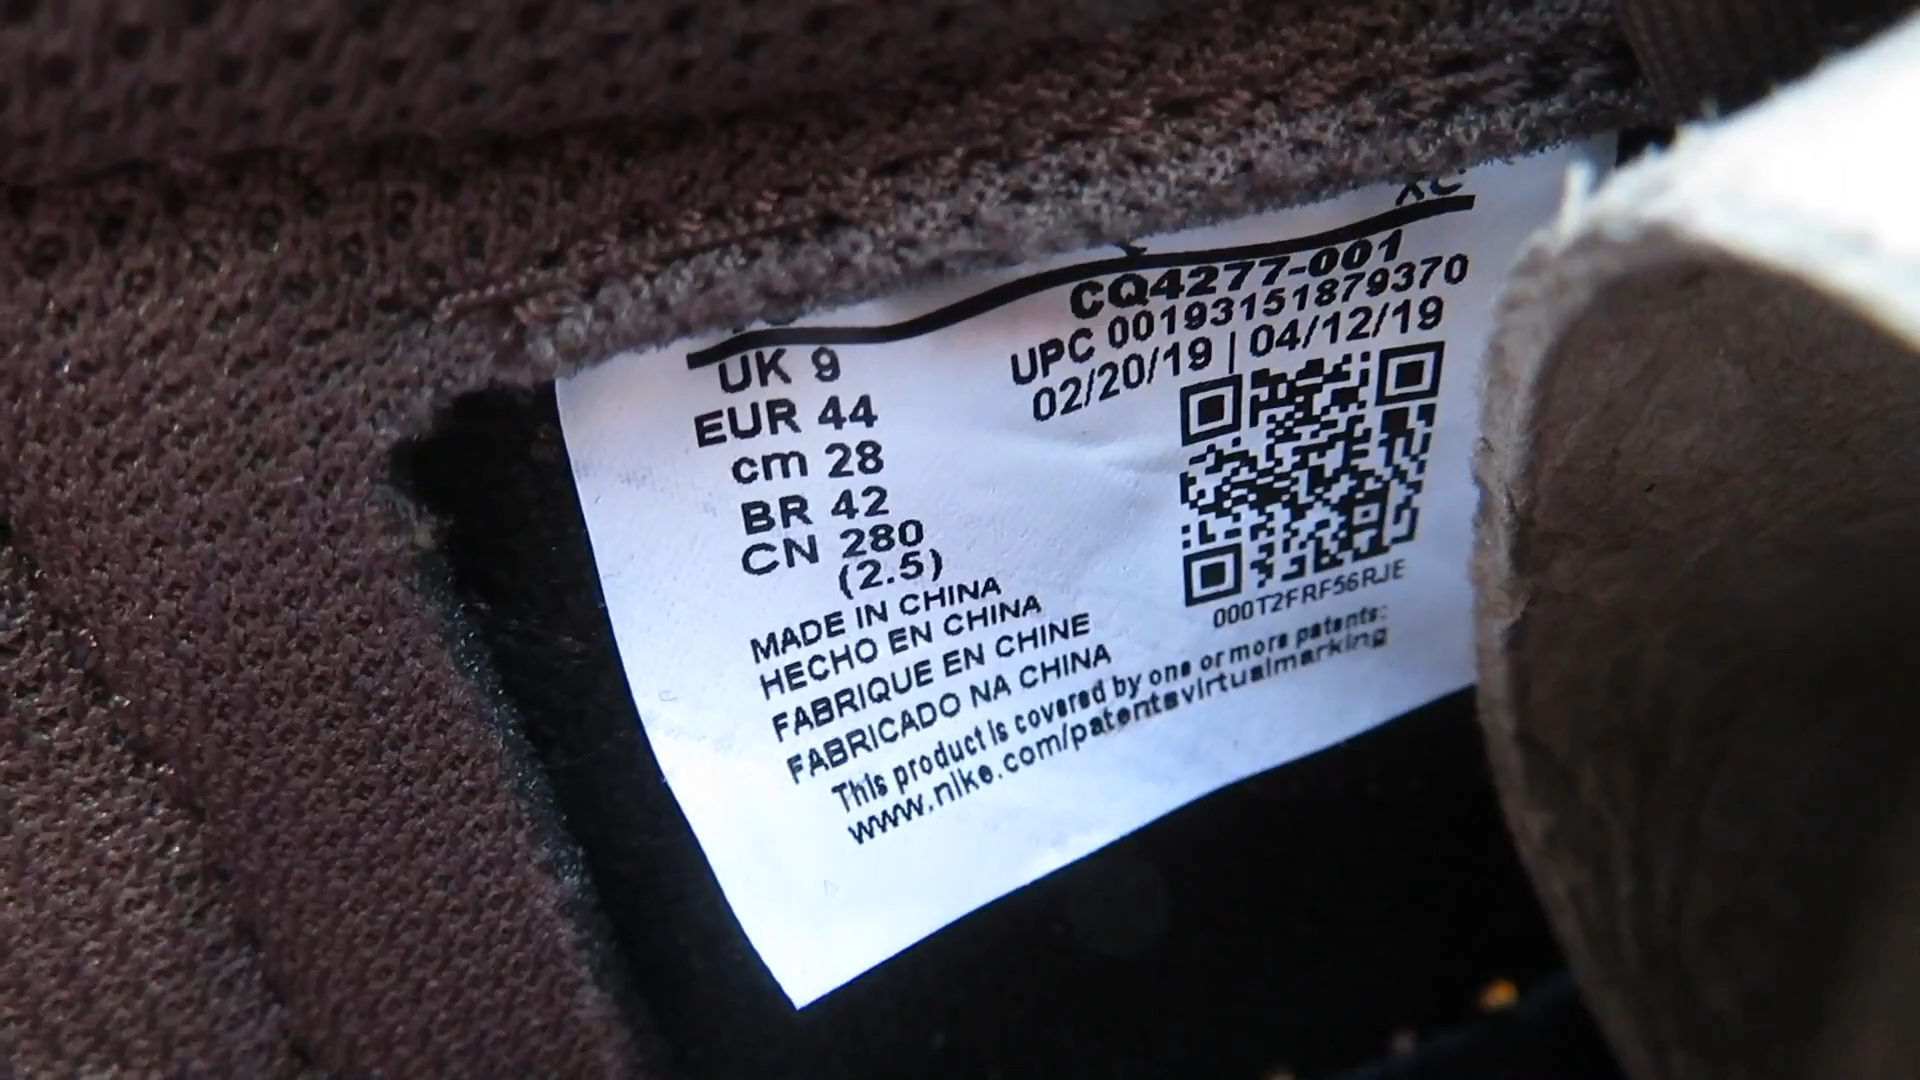 XC
CQ4277-001
UPC 00193151879370
02/20/19 | 04/12/19
UK 9
EUR 44
cm 28
BR 42
CN 280
(2.5)
MADE IN CHINA
HECHO EN CHINA
FABRIQUE EN CHINE
FABRICADO NA CHINA
This product is covered by one or more patents:
www.nike.com/patentsvirtualmarking
000T2FRF56RJE